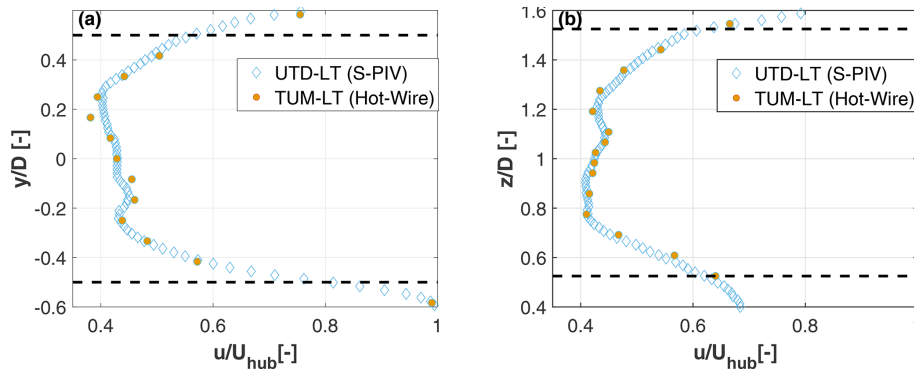 (a)
0.4
0.2
0
-0.2
-0.4
-0.6
y/D [-]
UTD-LT (S-PIV)
TUM-LT (Hot-Wire)
0.4
0.6
0.8
1
u/U_hub[-]
(b)
1.6
1.4
1.2
1
0.8
0.6
0.4
z/D [-]
UTD-LT (S-PIV)
TUM-LT (Hot-Wire)
0.4
0.6
0.8
u/U_hub[-]